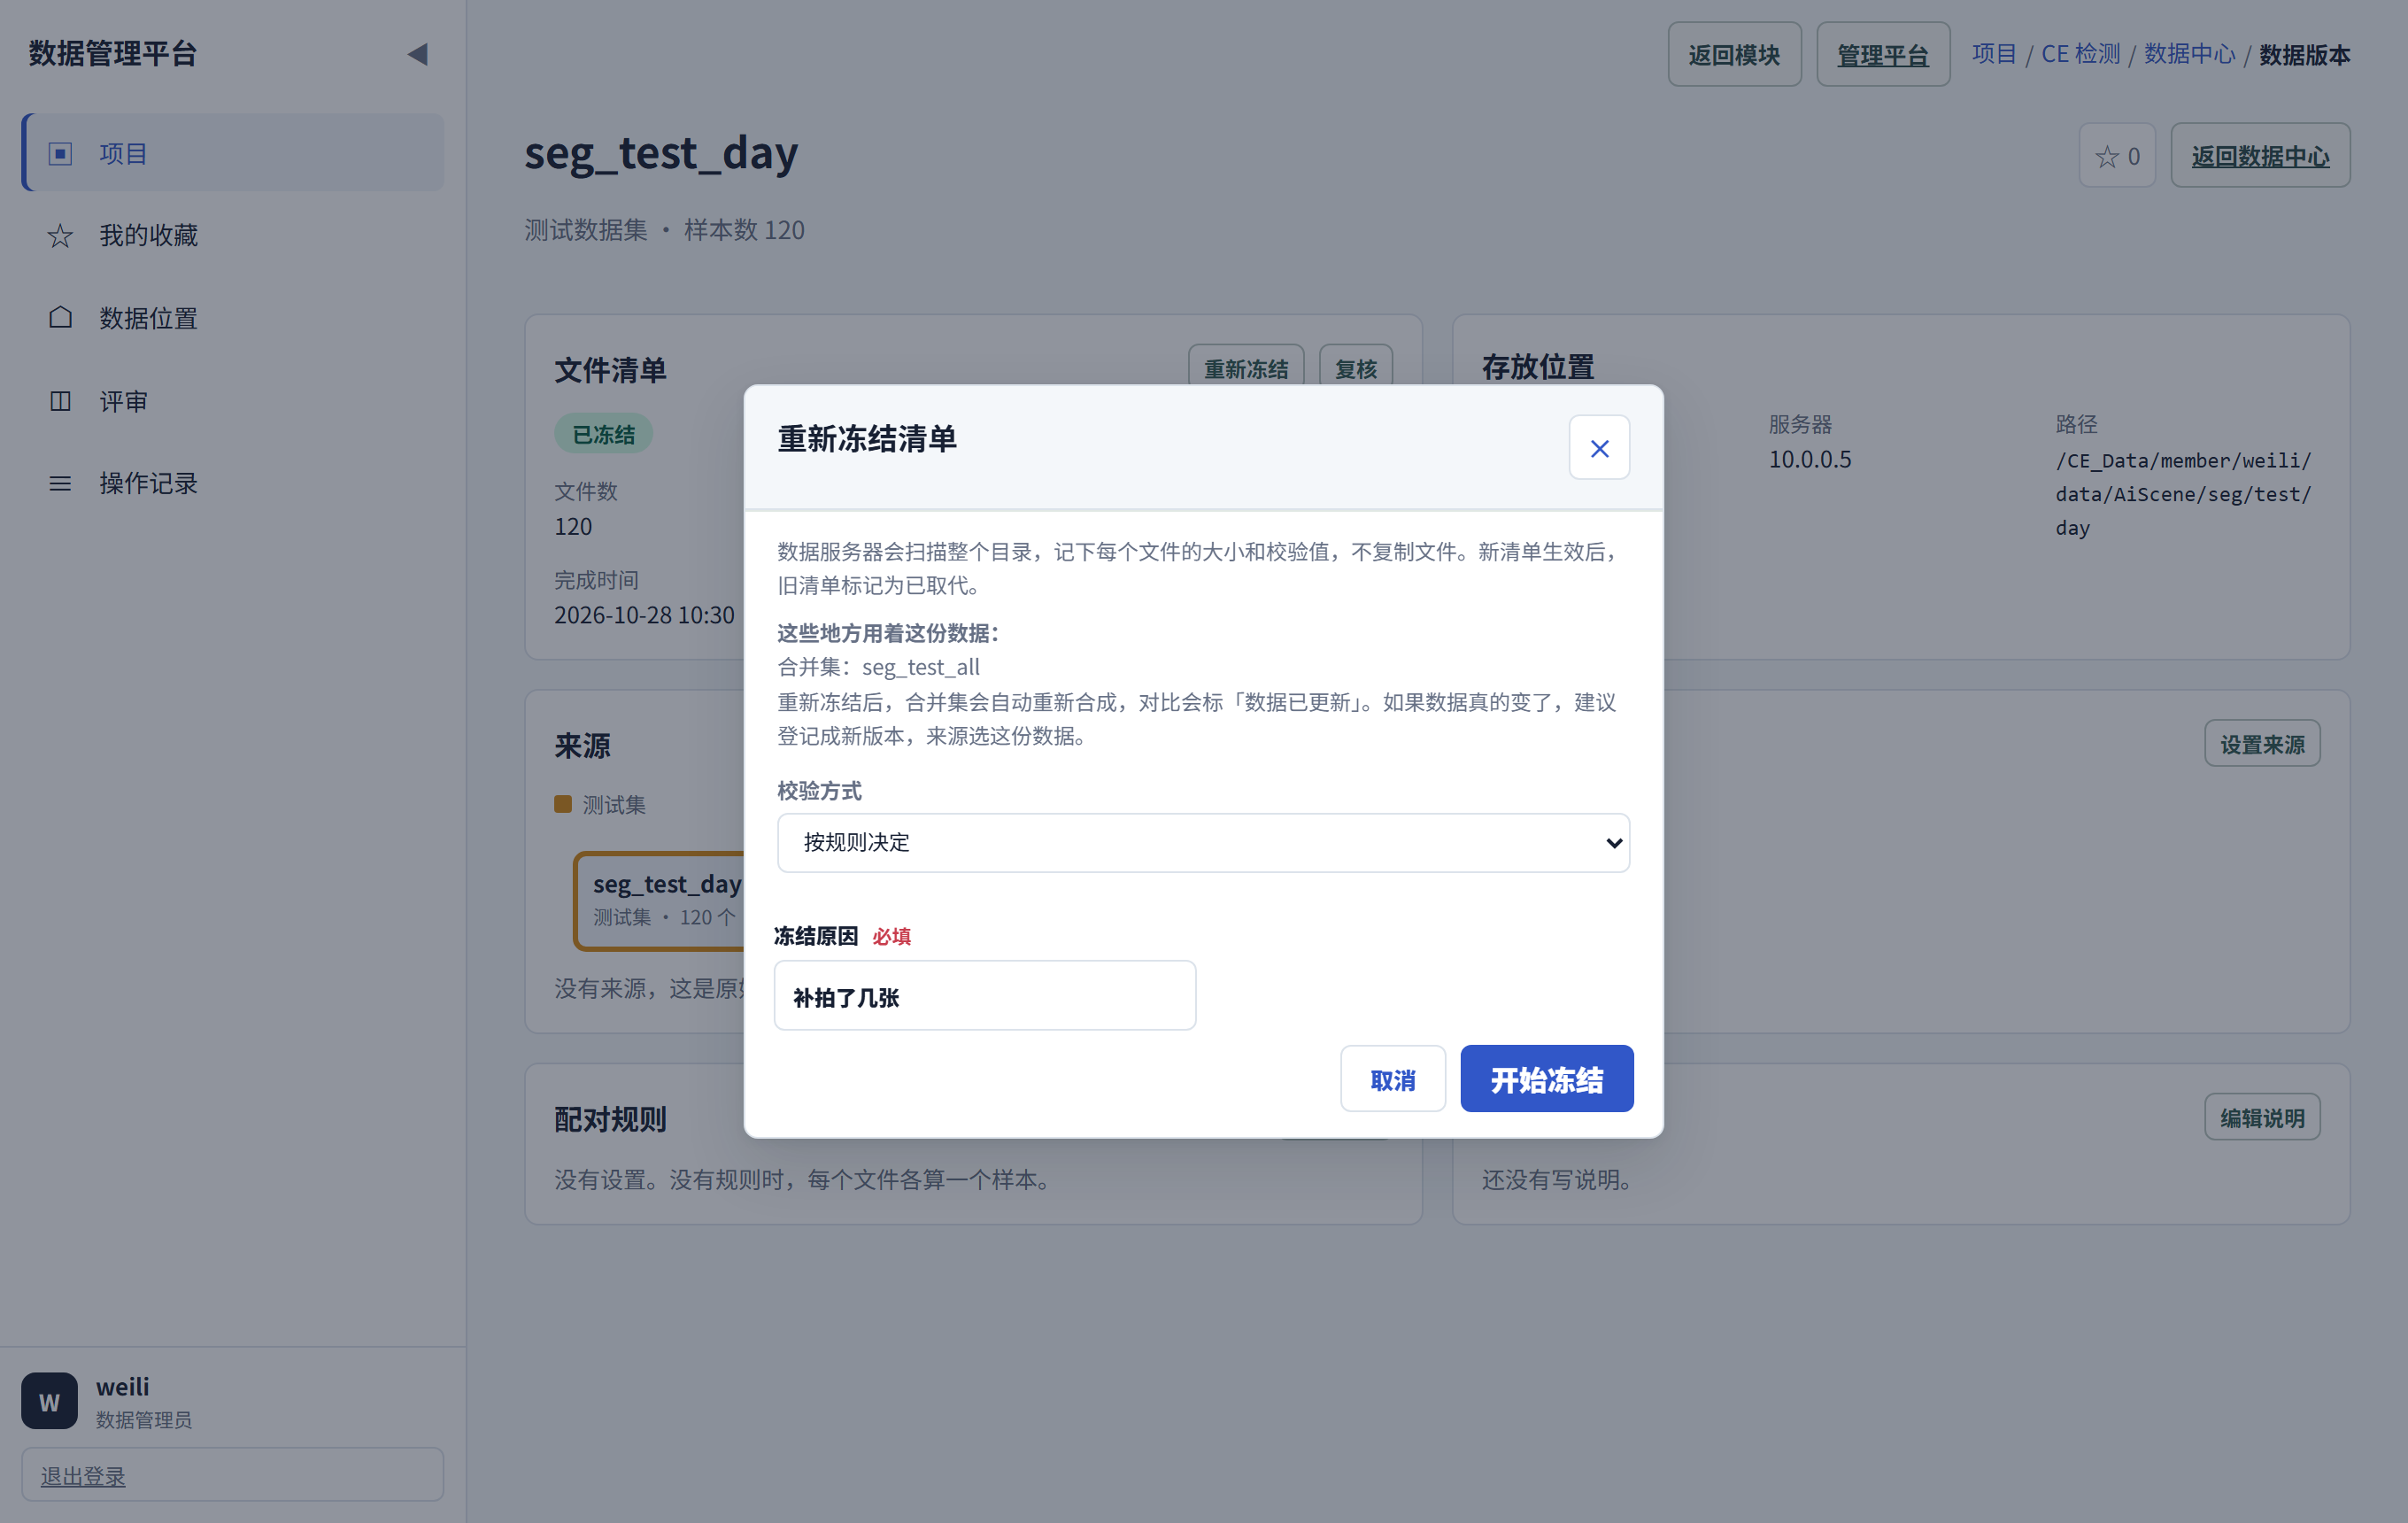 数据管理平台
项目
我的收藏
数据位置
评审
操作记录
weili
数据管理员
退出登录
W
返回模块
管理平台
项目 / CE 检测 / 数据中心 / 数据版本
seg_test_day
☆ 0
返回数据中心
测试数据集 · 样本数 120
文件清单
重新冻结
复核
已冻结
文件数
120
完成时间
2026-10-28 10:30
存放位置
服务器
10.0.0.5
路径
/CE_Data/member/weili/
data/AiScene/seg/test/
day
来源
测试集
seg_test_day
测试集 · 120 个
没有来源，这是原
设置来源
配对规则
没有设置。没有规则时，每个文件各算一个样本。
编辑说明
还没有写说明。
重新冻结清单
数据服务器会扫描整个目录，记下每个文件的大小和校验值，不复制文件。新清单生效后，
旧清单标记为已取代。
这些地方用着这份数据：
合并集：seg_test_all
重新冻结后，合并集会自动重新合成，对比会标「数据已更新」。如果数据真的变了，建议
登记成新版本，来源选这份数据。
校验方式
按规则决定
冻结原因 必填
补拍了几张
取消
开始冻结